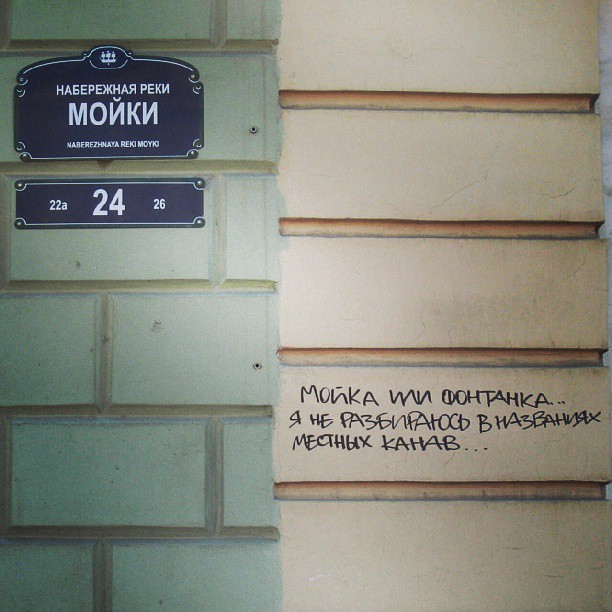 НАБЕРЕЖНАЯ РЕКИ
МОЙКИ
NABEREZHNAYA REKI MOYKI
22а 24 26
МОЙКА ИЛИ ФОНТАНКА...
Я НЕ РАЗБИРАЮСЬ В НАЗВАНИЯХ
МЕСТНЫХ КАНАВ...